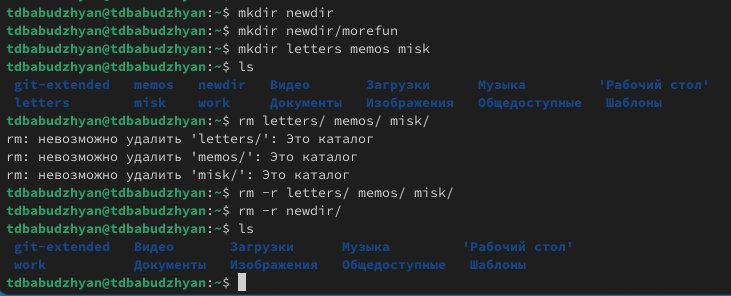 tdbabudzhyan@tdbabudzhyan:~$ mkdir newdir
tdbabudzhyan@tdbabudzhyan:~$ mkdir newdir/morefun
tdbabudzhyan@tdbabudzhyan:~$ mkdir letters memos misk
tdbabudzhyan@tdbabudzhyan:~$ ls
git-extended memos newdir Видео Загрузки Музыка 'Рабочий стол'
letters misk work Документы Изображения Общедоступные Шаблоны
tdbabudzhyan@tdbabudzhyan:~$ rm letters/ memos/ misk/
rm: невозможно удалить 'letters/': Это каталог
rm: невозможно удалить 'memos/': Это каталог
rm: невозможно удалить 'misk/': Это каталог
tdbabudzhyan@tdbabudzhyan:~$ rm -r letters/ memos/ misk/
tdbabudzhyan@tdbabudzhyan:~$ rm -r newdir/
tdbabudzhyan@tdbabudzhyan:~$ ls
git-extended Видео Загрузки Музыка 'Рабочий стол'
work Документы Изображения Общедоступные Шаблоны
tdbabudzhyan@tdbabudzhyan:~$